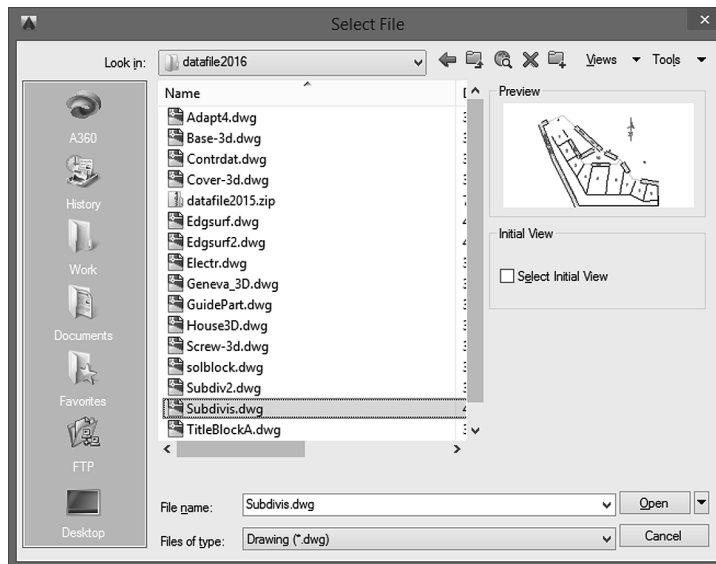 Select File
Look in: datafile2016 Views Tools
Name
Adapt4.dwg
Base-3d.dwg
Contrdat.dwg
Cover-3d.dwg
datafile2015.zip
Edgsurf.dwg
Edgsurf2.dwg
Electr.dwg
Geneva_3D.dwg
GuidePart.dwg
House3D.dwg
Screw-3d.dwg
solblock.dwg
Subdiv2.dwg
Subdivis.dwg
TitleBlockA.dwg
A360
History
Work
Documents
Favorites
FTP
Desktop
Preview
Initial View
Select Initial View
File name: Subdivis.dwg Open
Files of type: Drawing (*.dwg) Cancel